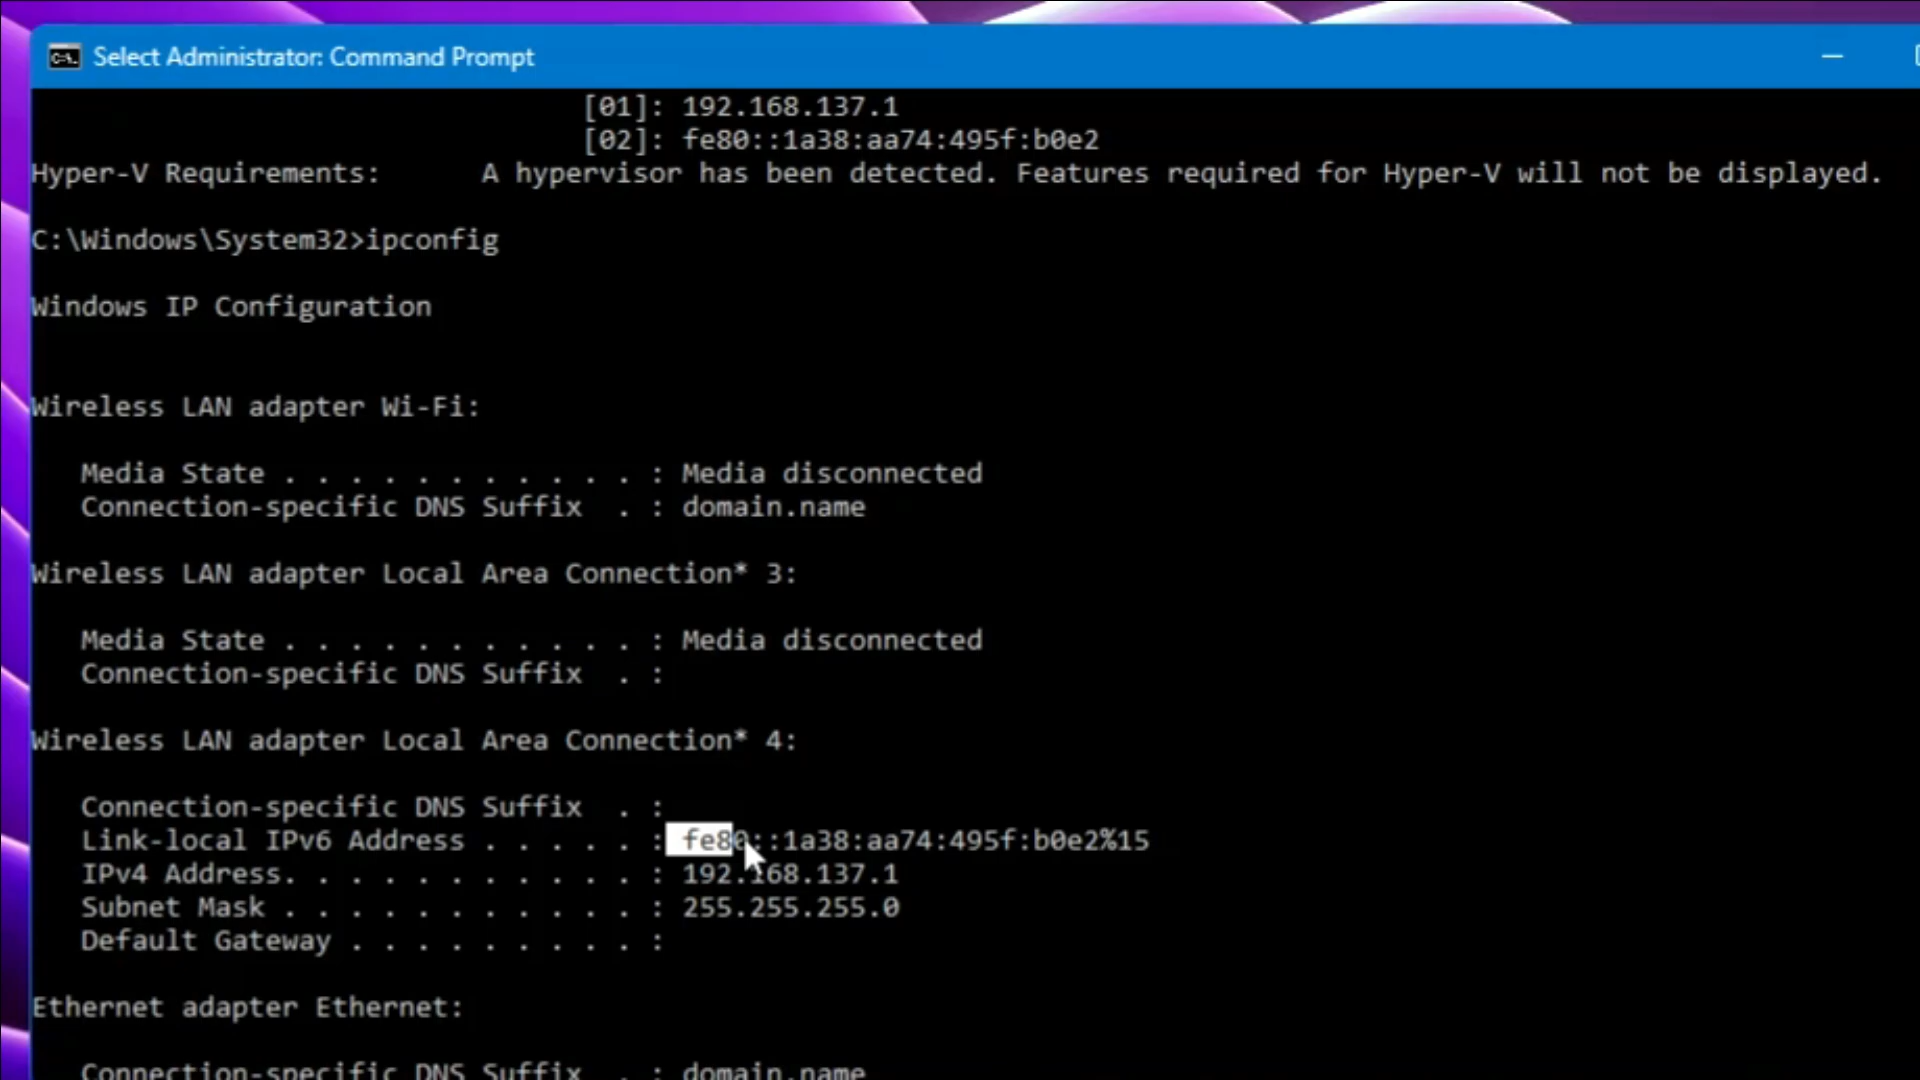 Select Administrator: Command Prompt
[01]: 192.168.137.1
[02]: fe80::1a38:aa74:495f:b0e2
Hyper-V Requirements:      A hypervisor has been detected. Features required for Hyper-V will not be displayed.
C:\Windows\System32>ipconfig
Windows IP Configuration
Wireless LAN adapter Wi-Fi:
Media State . . . . . . . . . . . : Media disconnected
Connection-specific DNS Suffix  . : domain.name
Wireless LAN adapter Local Area Connection* 3:
Media State . . . . . . . . . . . : Media disconnected
Connection-specific DNS Suffix  . :
Wireless LAN adapter Local Area Connection* 4:
Connection-specific DNS Suffix  . :
Link-local IPv6 Address . . . . . : fe80::1a38:aa74:495f:b0e2%15
IPv4 Address. . . . . . . . . . . : 192.168.137.1
Subnet Mask . . . . . . . . . . . : 255.255.255.0
Default Gateway . . . . . . . . . :
Ethernet adapter Ethernet:
Connection-specific DNS Suffix  . : domain.name